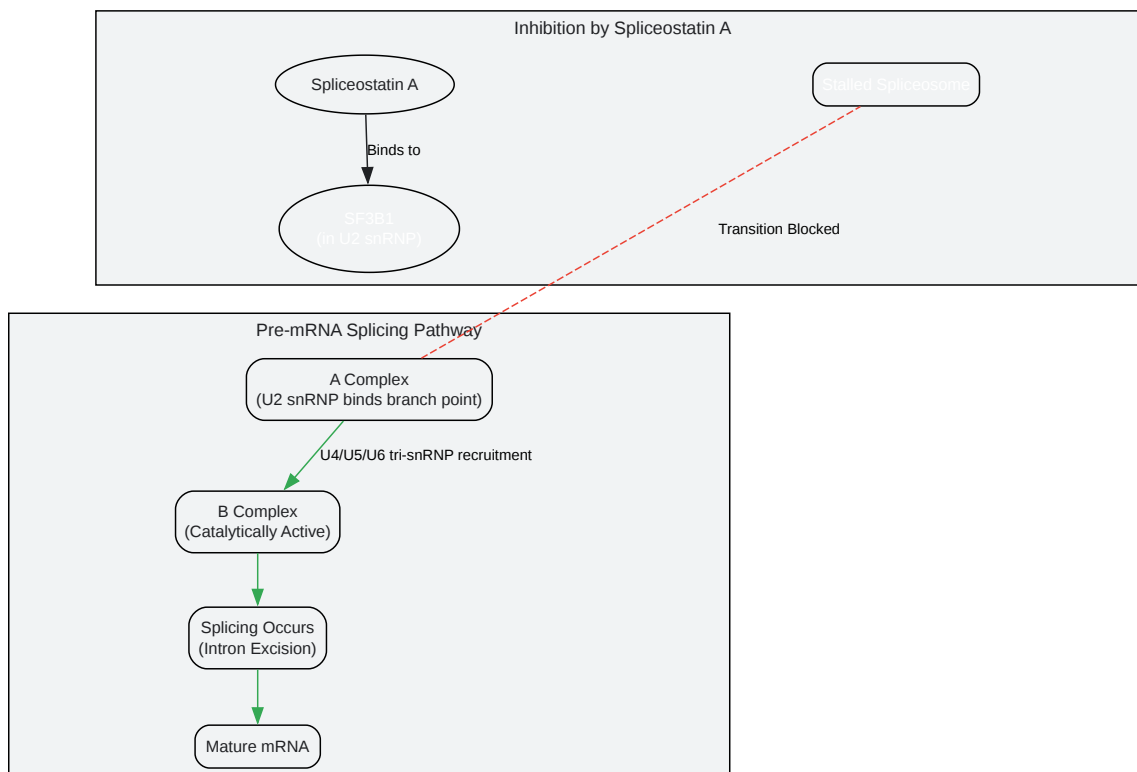 Inhibition by Spliceostatin A
Spliceostatin A
Stalled Spliceosome
Binds to
SF3B1
(in U2 snRNP)
Transition Blocked
Pre-mRNA Splicing Pathway
A Complex
(U2 snRNP binds branch point)
U4/U5/U6 tri-snRNP recruitment
B Complex
(Catalytically Active)
Splicing Occurs
(Intron Excision)
Mature mRNA